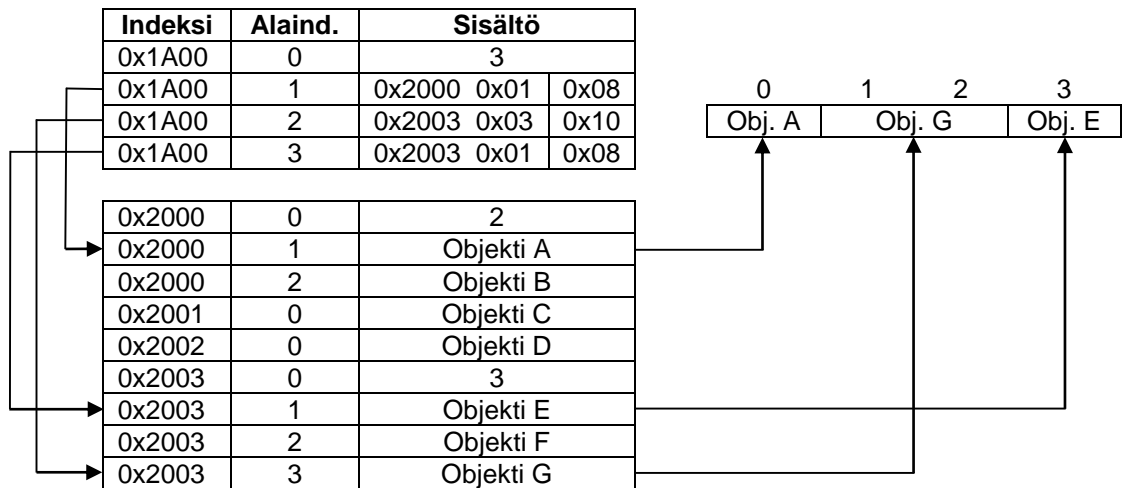 Indeksi Alaind. Sisältö
0x1A00 0 3
0x1A00 1 0x2000 0x01 0x08
0x1A00 2 0x2003 0x03 0x10
0x1A00 3 0x2003 0x01 0x08
0 1 2 3
Obj. A Obj. G Obj. E
0x2000 0 2
0x2000 1 Objekti A
0x2000 2 Objekti B
0x2001 0 Objekti C
0x2002 0 Objekti D
0x2003 0 3
0x2003 1 Objekti E
0x2003 2 Objekti F
0x2003 3 Objekti G